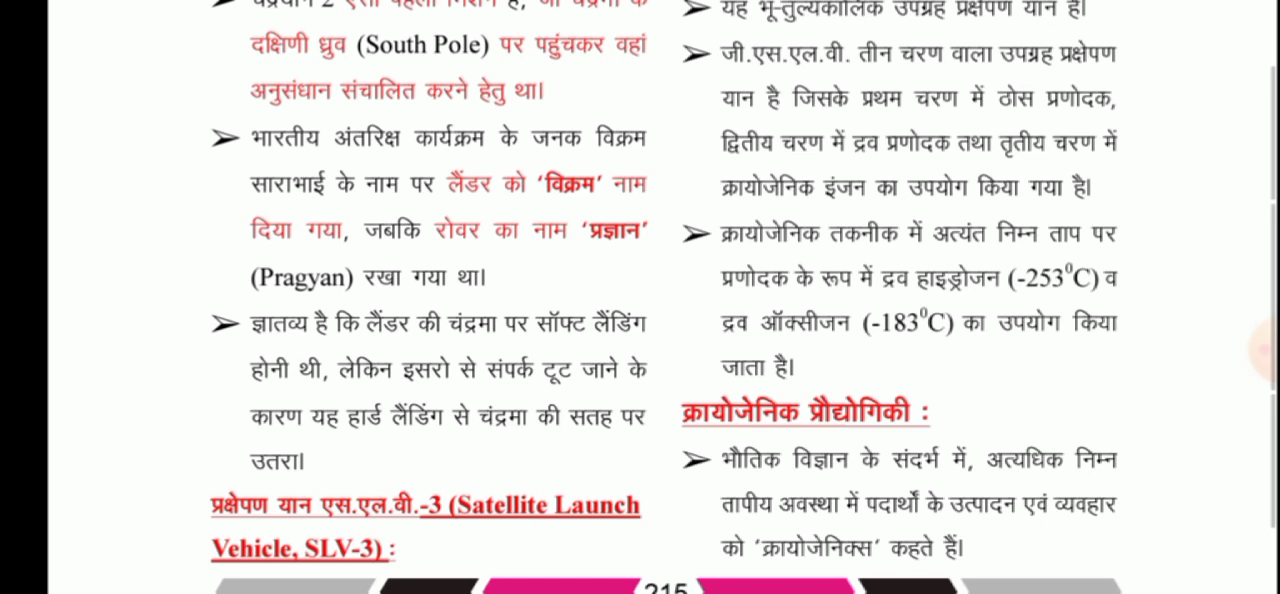 चंद्रयान-2 ऐसा पहला मिशन है, जो चंद्रमा के
दक्षिणी ध्रुव (South Pole) पर पहुंचकर वहां
अनुसंधान संचालित करने हेतु था।
➢ भारतीय अंतरिक्ष कार्यक्रम के जनक विक्रम
साराभाई के नाम पर लैंडर को ‘विक्रम’ नाम
दिया गया, जबकि रोवर का नाम ‘प्रज्ञान’
(Pragyan) रखा गया था।
➢ ज्ञातव्य है कि लैंडर की चंद्रमा पर सॉफ्ट लैंडिंग
होनी थी, लेकिन इसरो से संपर्क टूट जाने के
कारण यह हार्ड लैंडिंग से चंद्रमा की सतह पर
उतरा।
प्रक्षेपण यान एस.एल.वी.-3 (Satellite Launch
Vehicle, SLV-3) :
➢ यह भू-तुल्यकालिक उपग्रह प्रक्षेपण यान है।
➢ जी.एस.एल.वी. तीन चरण वाला उपग्रह प्रक्षेपण
यान है जिसके प्रथम चरण में ठोस प्रणोदक,
द्वितीय चरण में द्रव प्रणोदक तथा तृतीय चरण में
क्रायोजेनिक इंजन का उपयोग किया गया है।
➢ क्रायोजेनिक तकनीक में अत्यंत निम्न ताप पर
प्रणोदक के रूप में द्रव हाइड्रोजन (-253⁰C) व
द्रव ऑक्सीजन (-183⁰C) का उपयोग किया
जाता है।
क्रायोजेनिक प्रौद्योगिकी :
➢ भौतिक विज्ञान के संदर्भ में, अत्यधिक निम्न
तापीय अवस्था में पदार्थों के उत्पादन एवं व्यवहार
को ‘क्रायोजेनिक्स’ कहते हैं।
215